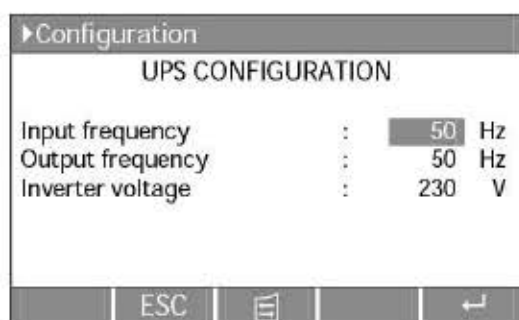 Configuration
UPS CONFIGURATION
Input frequency : 50 Hz
Output frequency : 50 Hz
Inverter voltage : 230 V
ESC